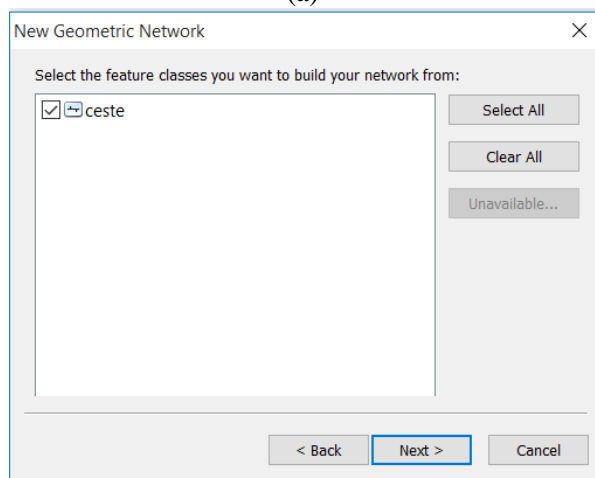 (a)
New Geometric Network
Select the feature classes you want to build your network from:
ceste
Select All
Clear All
Unavailable...
< Back
Next >
Cancel